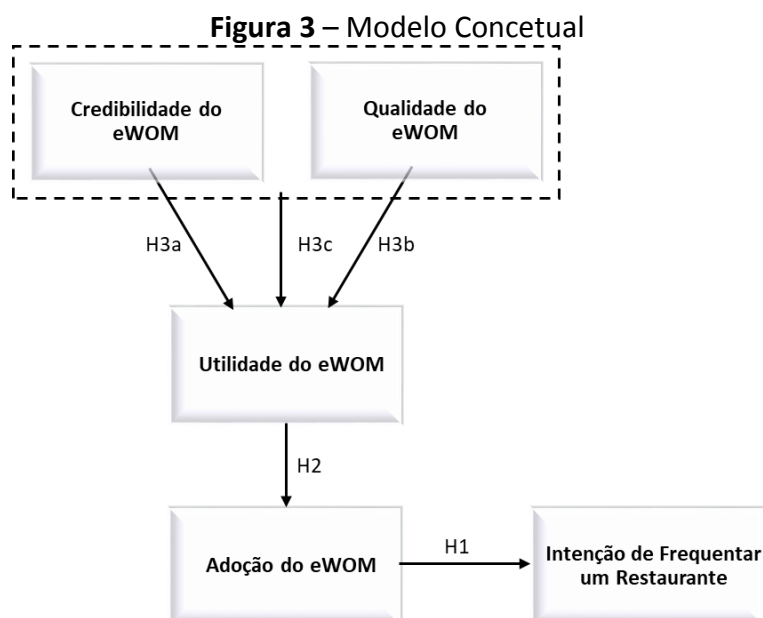 Figura 3 – Modelo Concetual
Credibilidade do
eWOM
Qualidade do
eWOM
H3a
H3c
H3b
Utilidade do eWOM
H2
Adoção do eWOM
H1
Intenção de Frequentar
um Restaurante